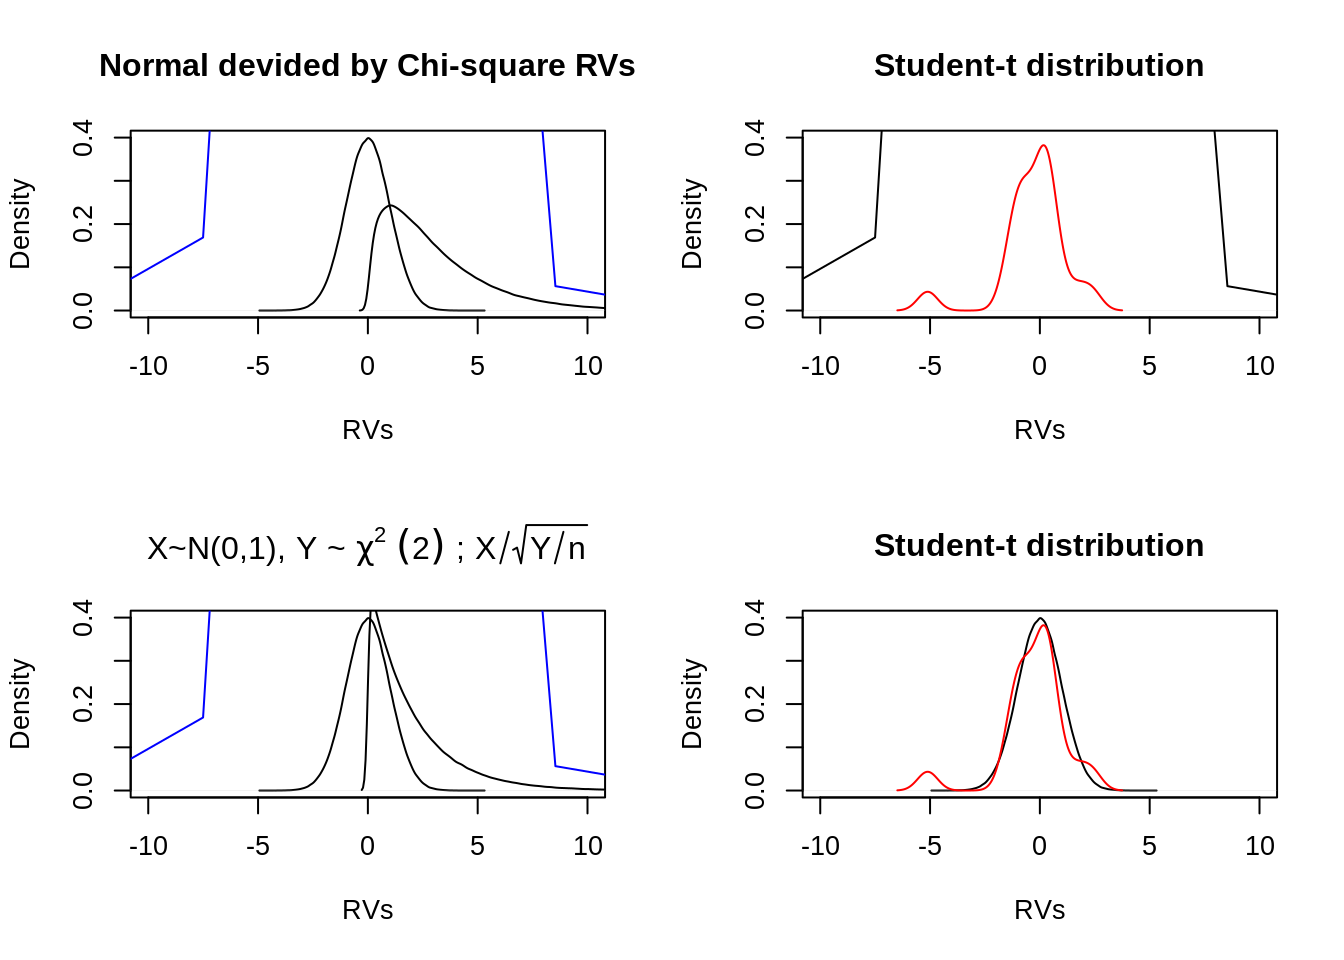 Normal devided by Chi-square RVs
Density
0.0 0.2 0.4
-10 -5 0 5 10
RVs
Student-t distribution
Density
0.0 0.2 0.4
-10 -5 0 5 10
RVs
X~N(0,1), Y ~ χ² (2) ; X/√Y/n
Density
0.0 0.2 0.4
-10 -5 0 5 10
RVs
Student-t distribution
Density
0.0 0.2 0.4
-10 -5 0 5 10
RVs